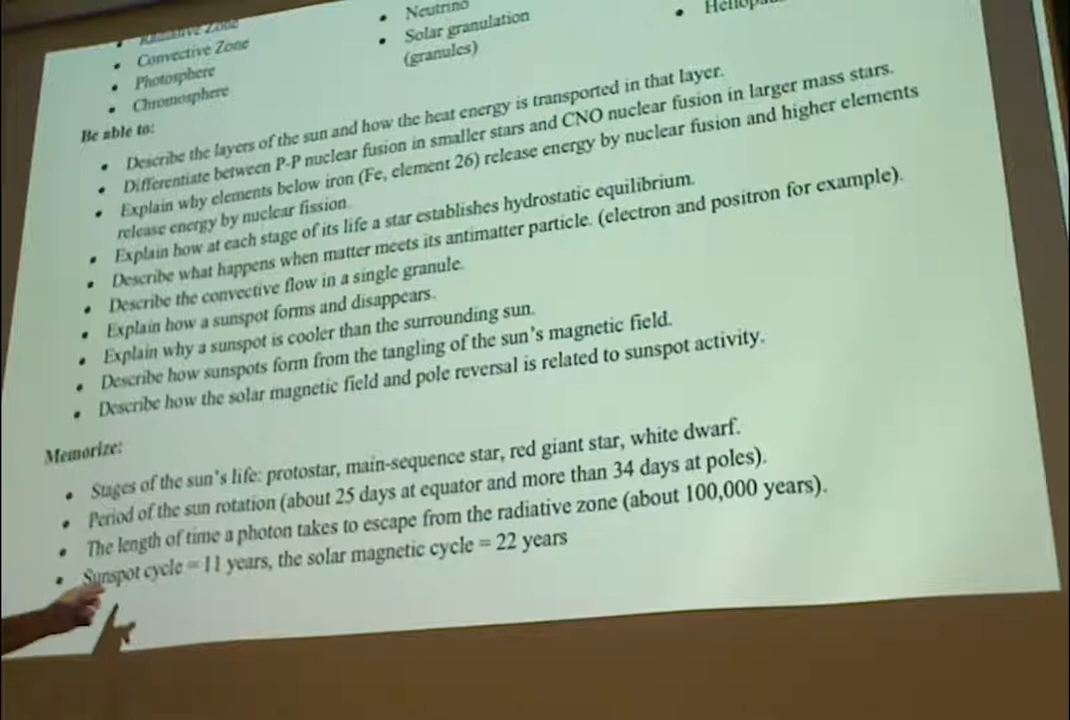 Radiative Zone
• Convective Zone
• Photosphere
• Chromosphere
• Neutrino
• Solar granulation
(granules)
•
Be able to:
• Describe the layers of the sun and how the heat energy is transported in that layer.
• Differentiate between P-P nuclear fusion in smaller stars and CNO nuclear fusion in larger mass stars.
• Explain why elements below iron (Fe, element 26) release energy by nuclear fusion and higher elements
release energy by nuclear fission.
• Explain how at each stage of its life a star establishes hydrostatic equilibrium.
• Describe what happens when matter meets its antimatter particle. (electron and positron for example).
• Describe the convective flow in a single granule.
• Explain how a sunspot forms and disappears.
• Explain why a sunspot is cooler than the surrounding sun.
• Describe how sunspots form from the tangling of the sun's magnetic field.
• Describe how the solar magnetic field and pole reversal is related to sunspot activity.
Memorize:
• Stages of the sun's life: protostar, main-sequence star, red giant star, white dwarf.
• Period of the sun rotation (about 25 days at equator and more than 34 days at poles).
• The length of time a photon takes to escape from the radiative zone (about 100,000 years).
• Sunspot cycle = 11 years, the solar magnetic cycle = 22 years